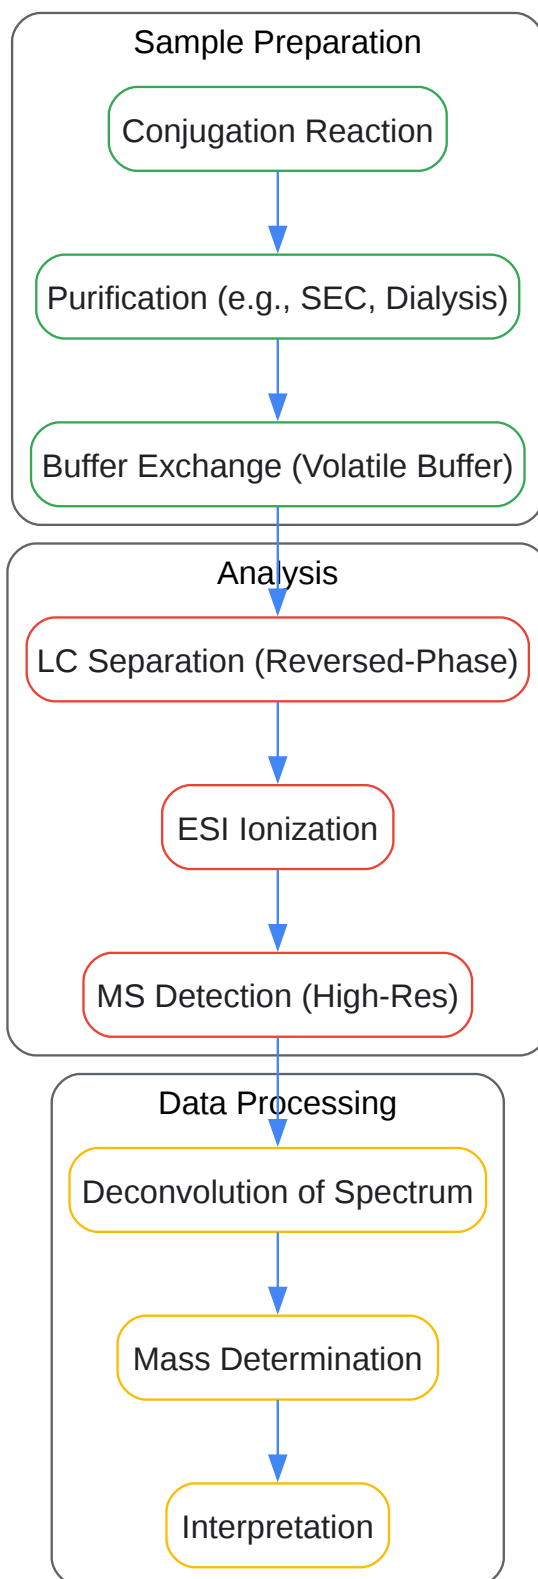 Sample Preparation
Conjugation Reaction
Purification (e.g., SEC, Dialysis)
Buffer Exchange (Volatile Buffer)
Analysis
LC Separation (Reversed-Phase)
ESI Ionization
MS Detection (High-Res)
Data Processing
Deconvolution of Spectrum
Mass Determination
Interpretation